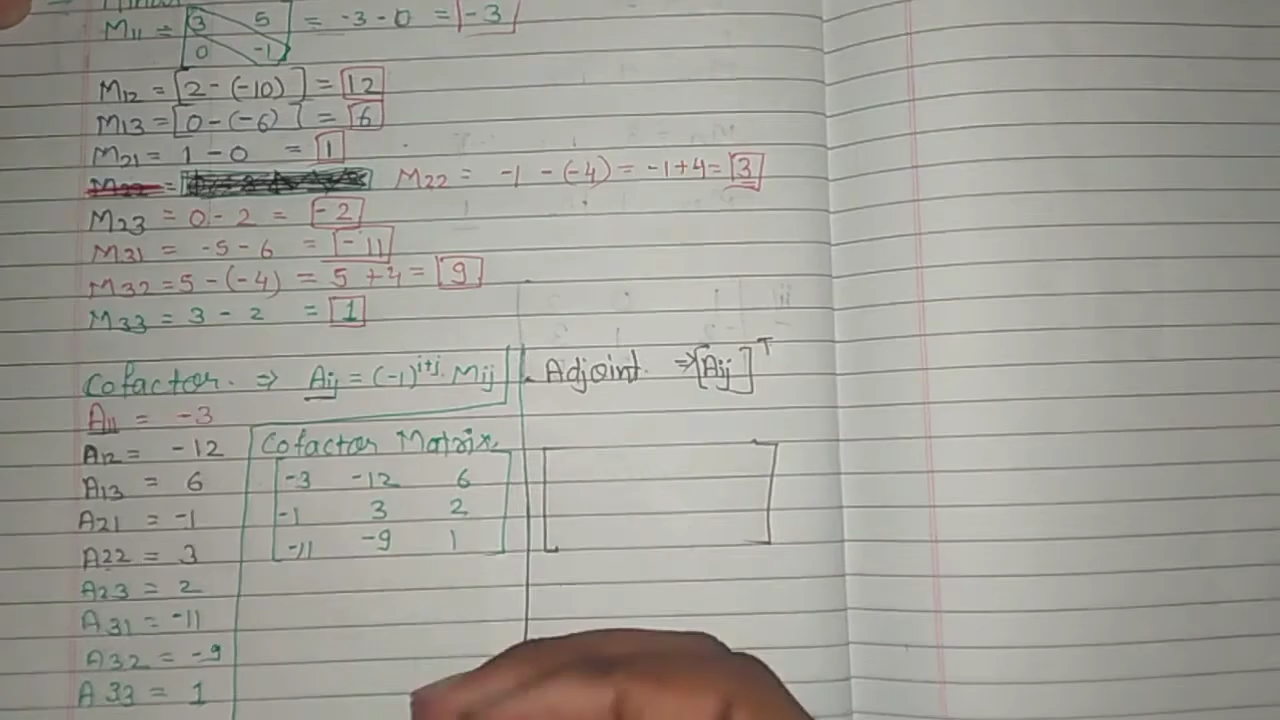 M11 = 3 5 = -3 - 0 = -3
0 -1
M12 = [2 - (-10)] = 12
M13 = [0 - (-6)] = 6
M21 = 1 - 0 = 1
M22 = -1 - (-4) = -1+4 = 3
M23 = 0 - 2 = -2
M31 = -5 - 6 = -11
M32 = 5 - (-4) = 5 + 4 = 9
M33 = 3 - 2 = 1
Cofactor. ⇒ Aij = (-1)^i+j. Mij
A11 = -3
A12 = -12
A13 = 6
A21 = -1
A22 = 3
A23 = 2
A31 = -11
A32 = -9
A33 = 1
Cofactor Matrix
-3 -12 6
-1 3 2
-11 -9 1
Adjoint. ⇒ [Aij]^T